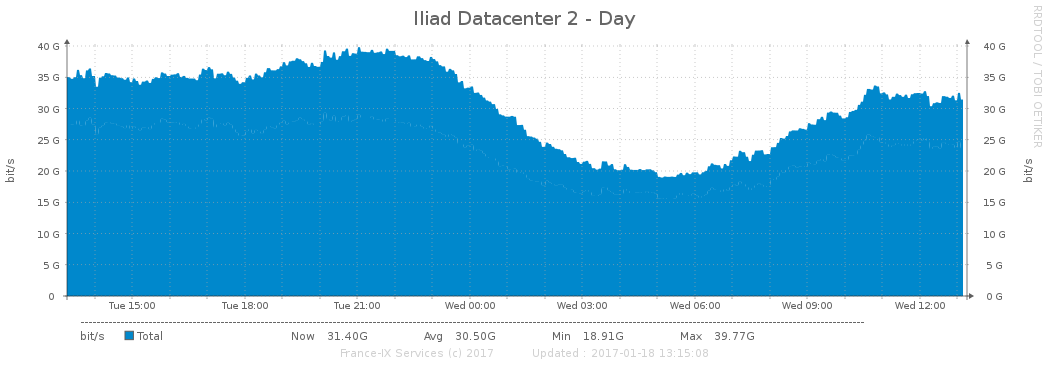 Iliad Datacenter 2 - Day
RRDTOOL / TOBI OETIKER
bit/s
bit/s
40 G 40 G
35 G 35 G
30 G 30 G
25 G 25 G
20 G 20 G
15 G 15 G
10 G 10 G
5 G 5 G
0 0 G
Tue 15:00 Tue 18:00 Tue 21:00 Wed 00:00 Wed 03:00 Wed 06:00 Wed 09:00 Wed 12:00
bit/s Total Now 31.40G Avg 30.50G Min 18.91G Max 39.77G
France-IX Services (c) 2017 Updated : 2017-01-18 13:15:08